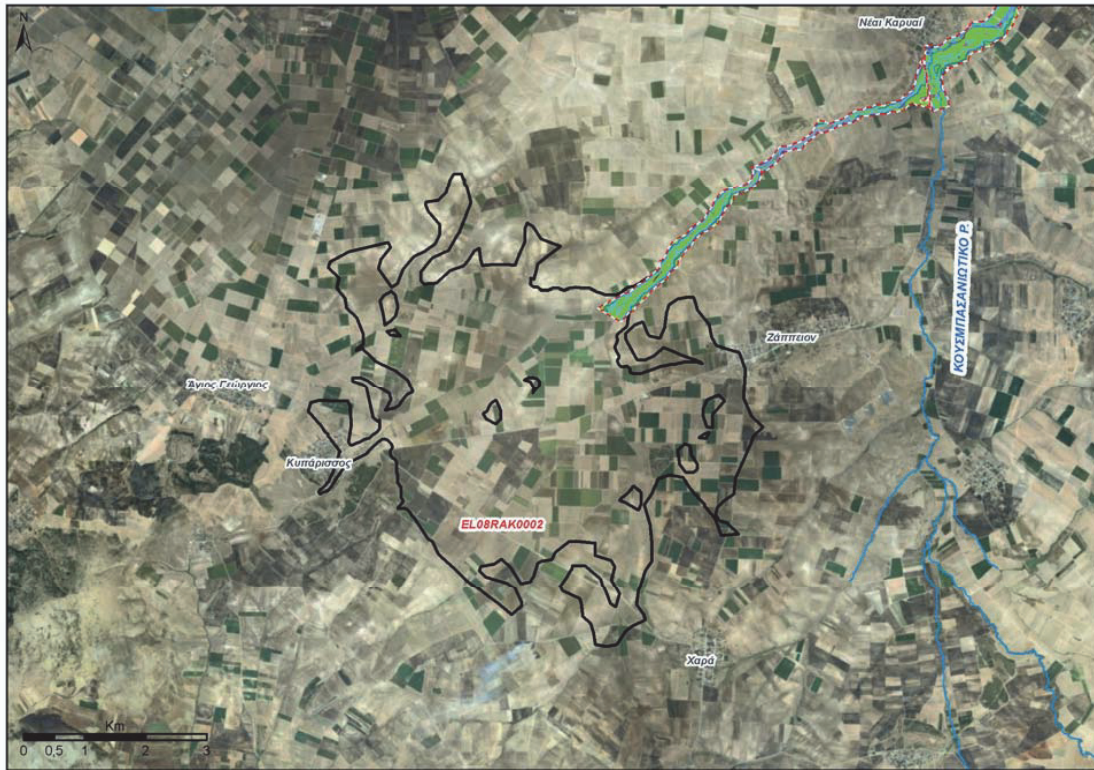 N
Νέαι Καρυαί
ΚΟΥΣΜΠΑΣΑΝΙΩΤΙΚΟ Ρ.
Ζάππειον
Άγιος Γεώργιος
Κυπάρισσος
EL08RAK0002
Χαρά
Km
0 0,5 1 2 3